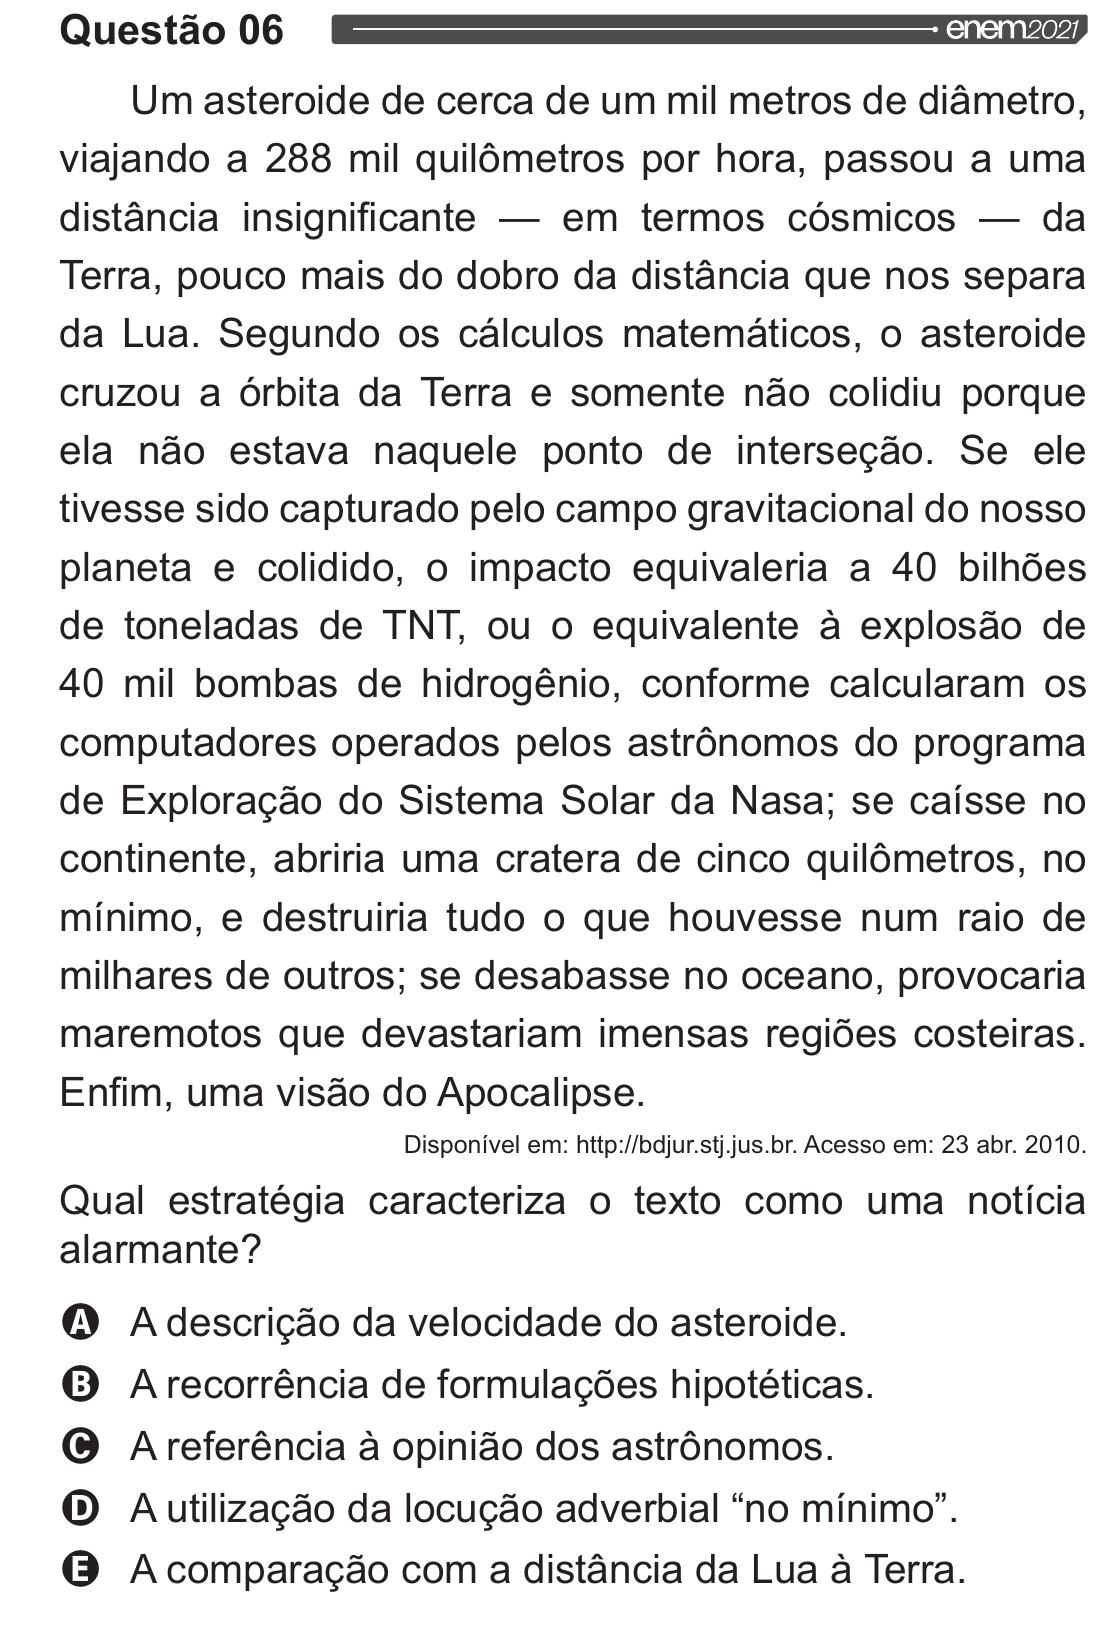 Questão 06
enem2021
Um asteroide de cerca de um mil metros de diâmetro,
viajando a 288 mil quilômetros por hora, passou a uma
distância insignificante — em termos cósmicos — da
Terra, pouco mais do dobro da distância que nos separa
da Lua. Segundo os cálculos matemáticos, o asteroide
cruzou a órbita da Terra e somente não colidiu porque
ela não estava naquele ponto de interseção. Se ele
tivesse sido capturado pelo campo gravitacional do nosso
planeta e colidido, o impacto equivaleria a 40 bilhões
de toneladas de TNT, ou o equivalente à explosão de
40 mil bombas de hidrogênio, conforme calcularam os
computadores operados pelos astrônomos do programa
de Exploração do Sistema Solar da Nasa; se caísse no
continente, abriria uma cratera de cinco quilômetros, no
mínimo, e destruiria tudo o que houvesse num raio de
milhares de outros; se desabasse no oceano, provocaria
maremotos que devastariam imensas regiões costeiras.
Enfim, uma visão do Apocalipse.
Disponível em: http://bdjur.stj.jus.br. Acesso em: 23 abr. 2010.
Qual estratégia caracteriza o texto como uma notícia
alarmante?
A A descrição da velocidade do asteroide.
B A recorrência de formulações hipotéticas.
C A referência à opinião dos astrônomos.
D A utilização da locução adverbial “no mínimo”.
E A comparação com a distância da Lua à Terra.